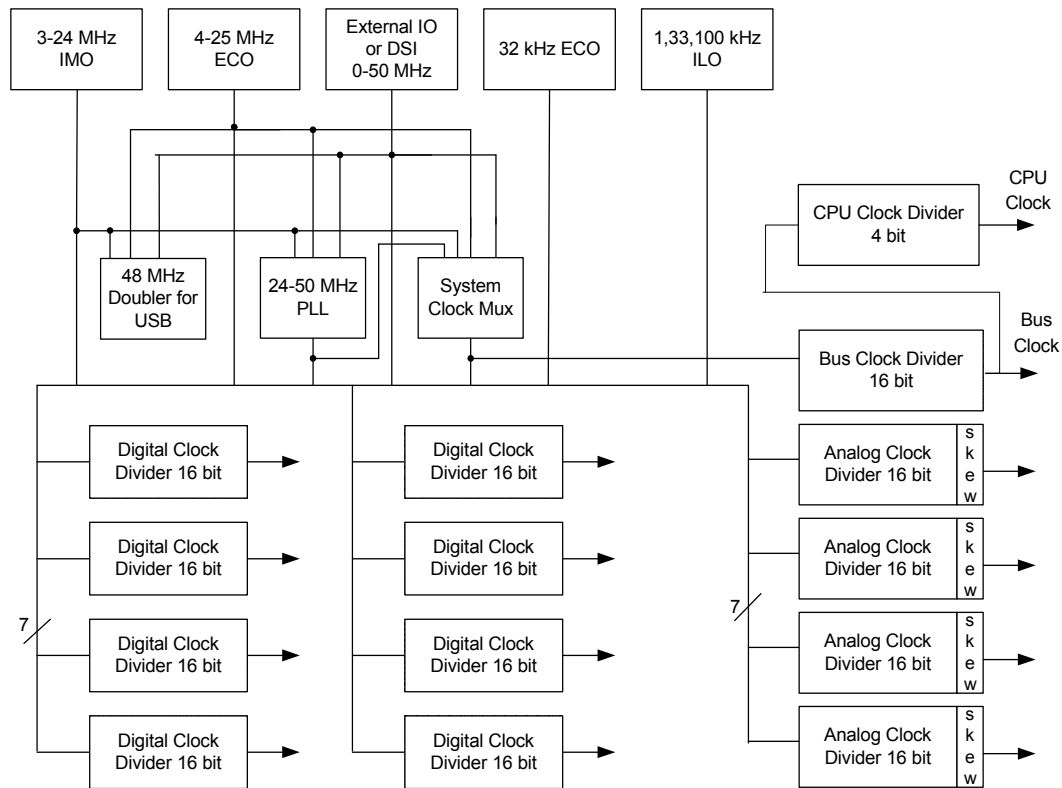 3-24 MHz
IMO
4-25 MHz
ECO
External IO
or DSI
0-50 MHz
32 kHz ECO
1,33,100 kHz
ILO
CPU
Clock
CPU Clock Divider
4 bit
48 MHz
Doubler for
USB
24-50 MHz
PLL
System
Clock Mux
Bus
Clock
Bus Clock Divider
16 bit
Digital Clock
Divider 16 bit
Digital Clock
Divider 16 bit
Analog Clock
Divider 16 bit
s
k
e
w
Digital Clock
Divider 16 bit
Digital Clock
Divider 16 bit
Analog Clock
Divider 16 bit
s
k
e
w
7
7
Digital Clock
Divider 16 bit
Digital Clock
Divider 16 bit
Analog Clock
Divider 16 bit
s
k
e
w
Digital Clock
Divider 16 bit
Digital Clock
Divider 16 bit
Analog Clock
Divider 16 bit
s
k
e
w